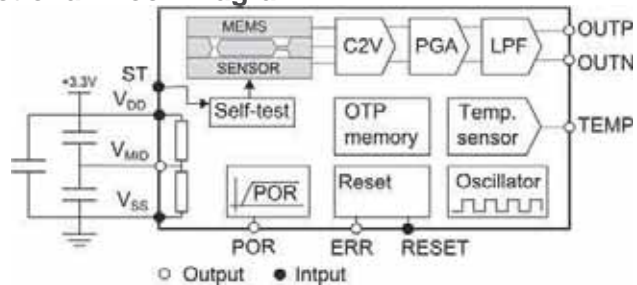 MEMS
SENSOR
C2V
PGA
LPF
OUTP
OUTN
ST
+3.3V
VDD
Self-test
OTP
memory
Temp.
sensor
TEMP
VMID
POR
Reset
Oscillator
VSS
POR
ERR
RESET
Output
Intput